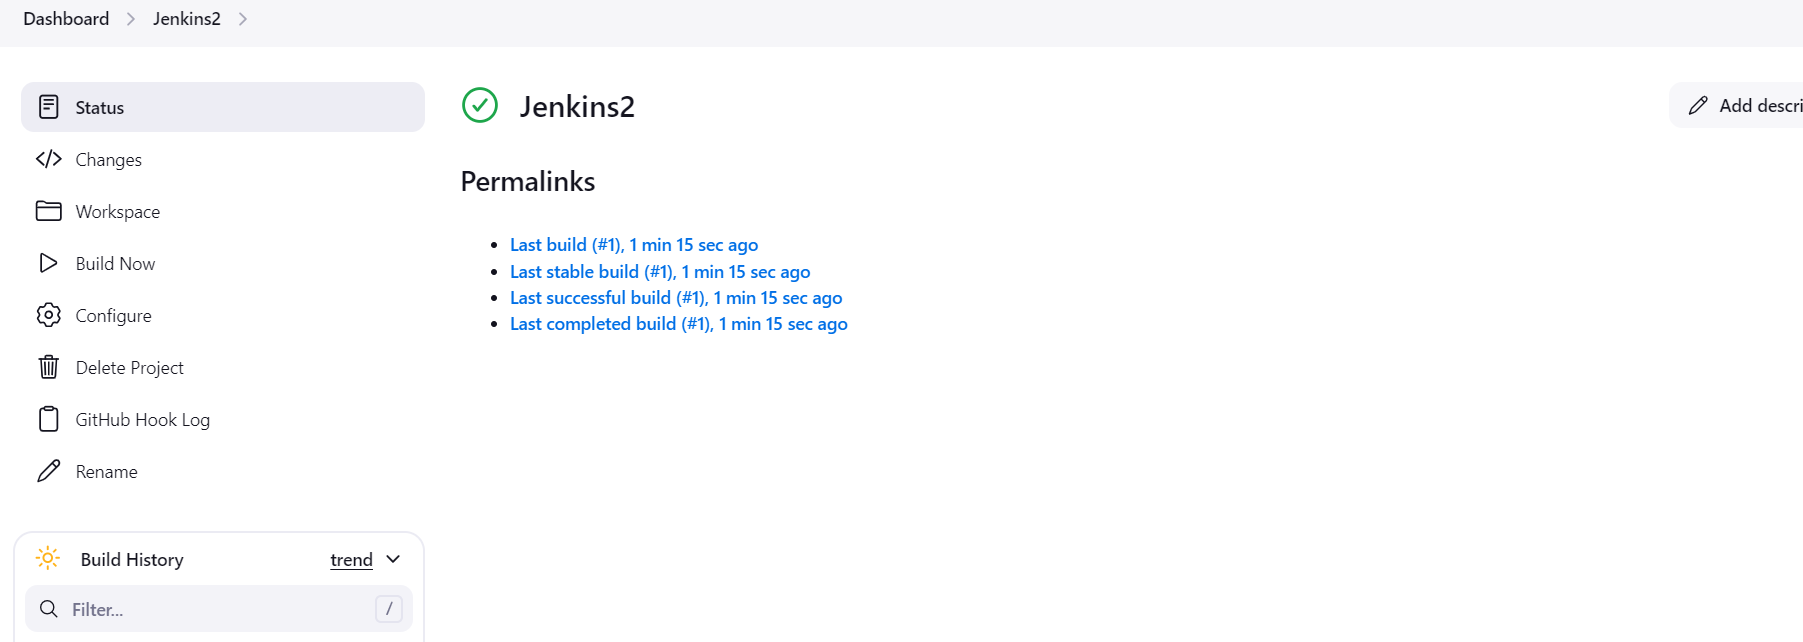 Dashboard > Jenkins2 >
Status
Changes
Workspace
Build Now
Configure
Delete Project
GitHub Hook Log
Rename
Build History trend
Filter... /
Jenkins2
Add descri
Permalinks
Last build (#1), 1 min 15 sec ago
Last stable build (#1), 1 min 15 sec ago
Last successful build (#1), 1 min 15 sec ago
Last completed build (#1), 1 min 15 sec ago